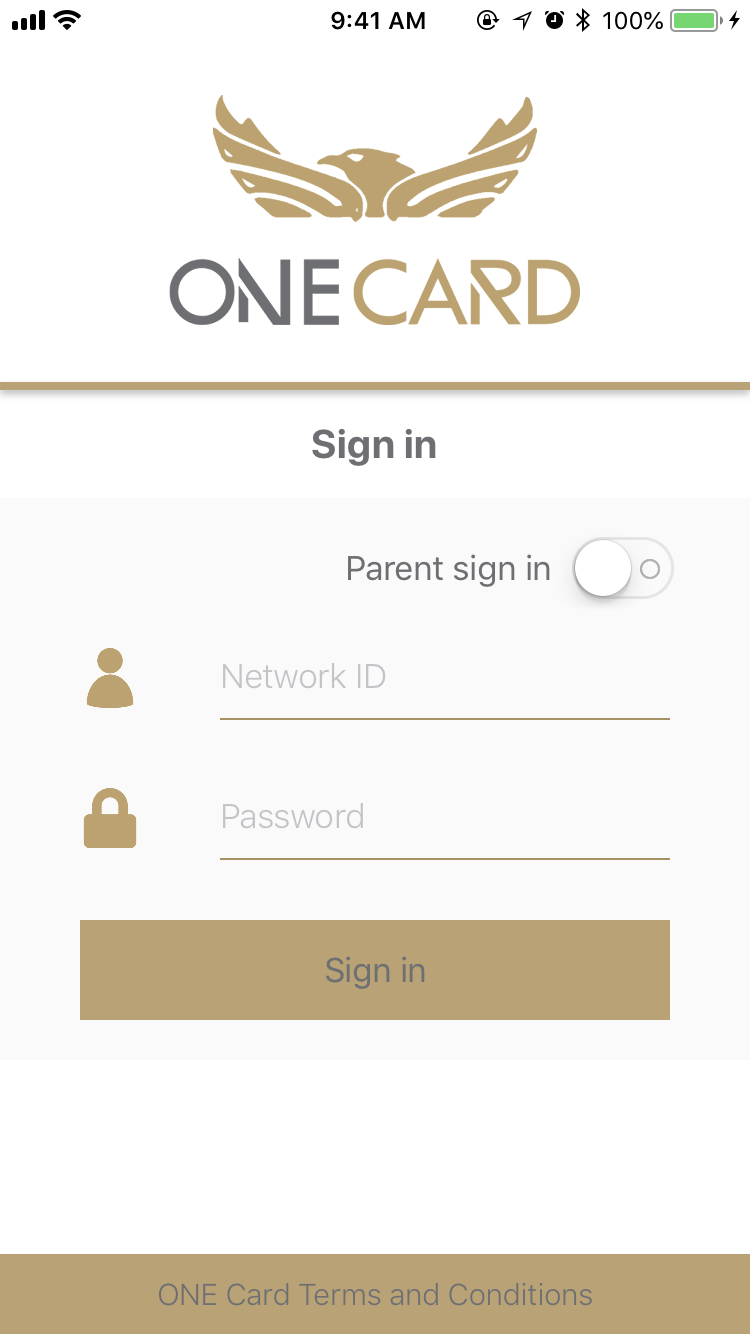 9:41 AM 100%
ONE CARD
Sign in
Parent sign in
Network ID
Password
Sign in
ONE Card Terms and Conditions